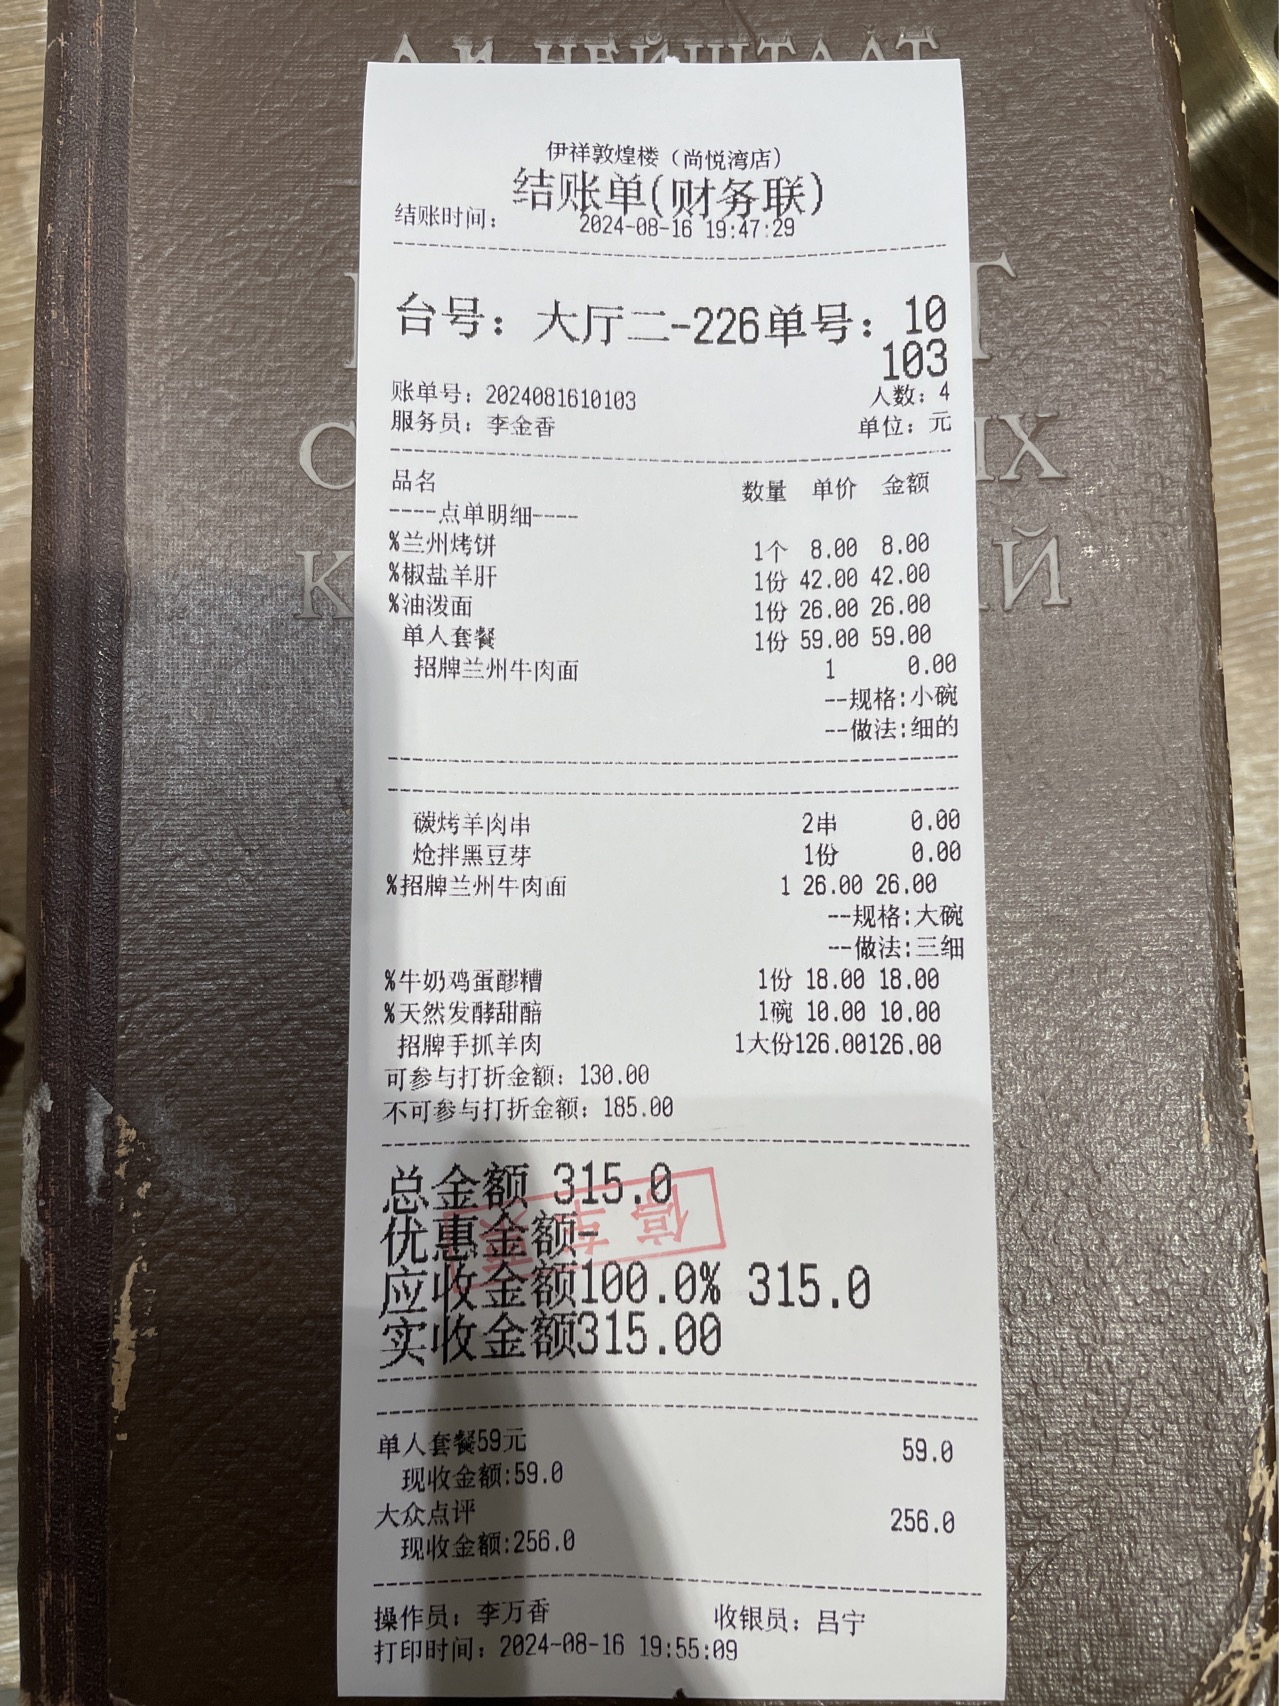 А.И. НЕЙШТАДТ
伊祥敦煌楼（尚悦湾店）
结账单(财务联)
结账时间： 2024-08-16 19:47:29
台号：大厅二-226单号：10
103
账单号：2024081610103 人数：4
服务员：李金香 单位：元
品名 数量 单价 金额
----点单明细----
%兰州烤饼 1个 8.00 8.00
%椒盐羊肝 1份 42.00 42.00
%油泼面 1份 26.00 26.00
单人套餐 1份 59.00 59.00
招牌兰州牛肉面 1 0.00
--规格:小碗
--做法:细的
碳烤羊肉串 2串 0.00
炝拌黑豆芽 1份 0.00
%招牌兰州牛肉面 1 26.00 26.00
--规格:大碗
--做法:三细
%牛奶鸡蛋醪糟 1份 18.00 18.00
%天然发酵甜醅 1碗 10.00 10.00
招牌手抓羊肉 1大份126.00126.00
可参与打折金额：130.00
不可参与打折金额：185.00
总金额 315.0
优惠金额-
应收金额100.0% 315.0
实收金额315.00
单人套餐59元 59.0
现收金额:59.0
大众点评 256.0
现收金额:256.0
操作员：李万香 收银员：吕宁
打印时间：2024-08-16 19:55:09